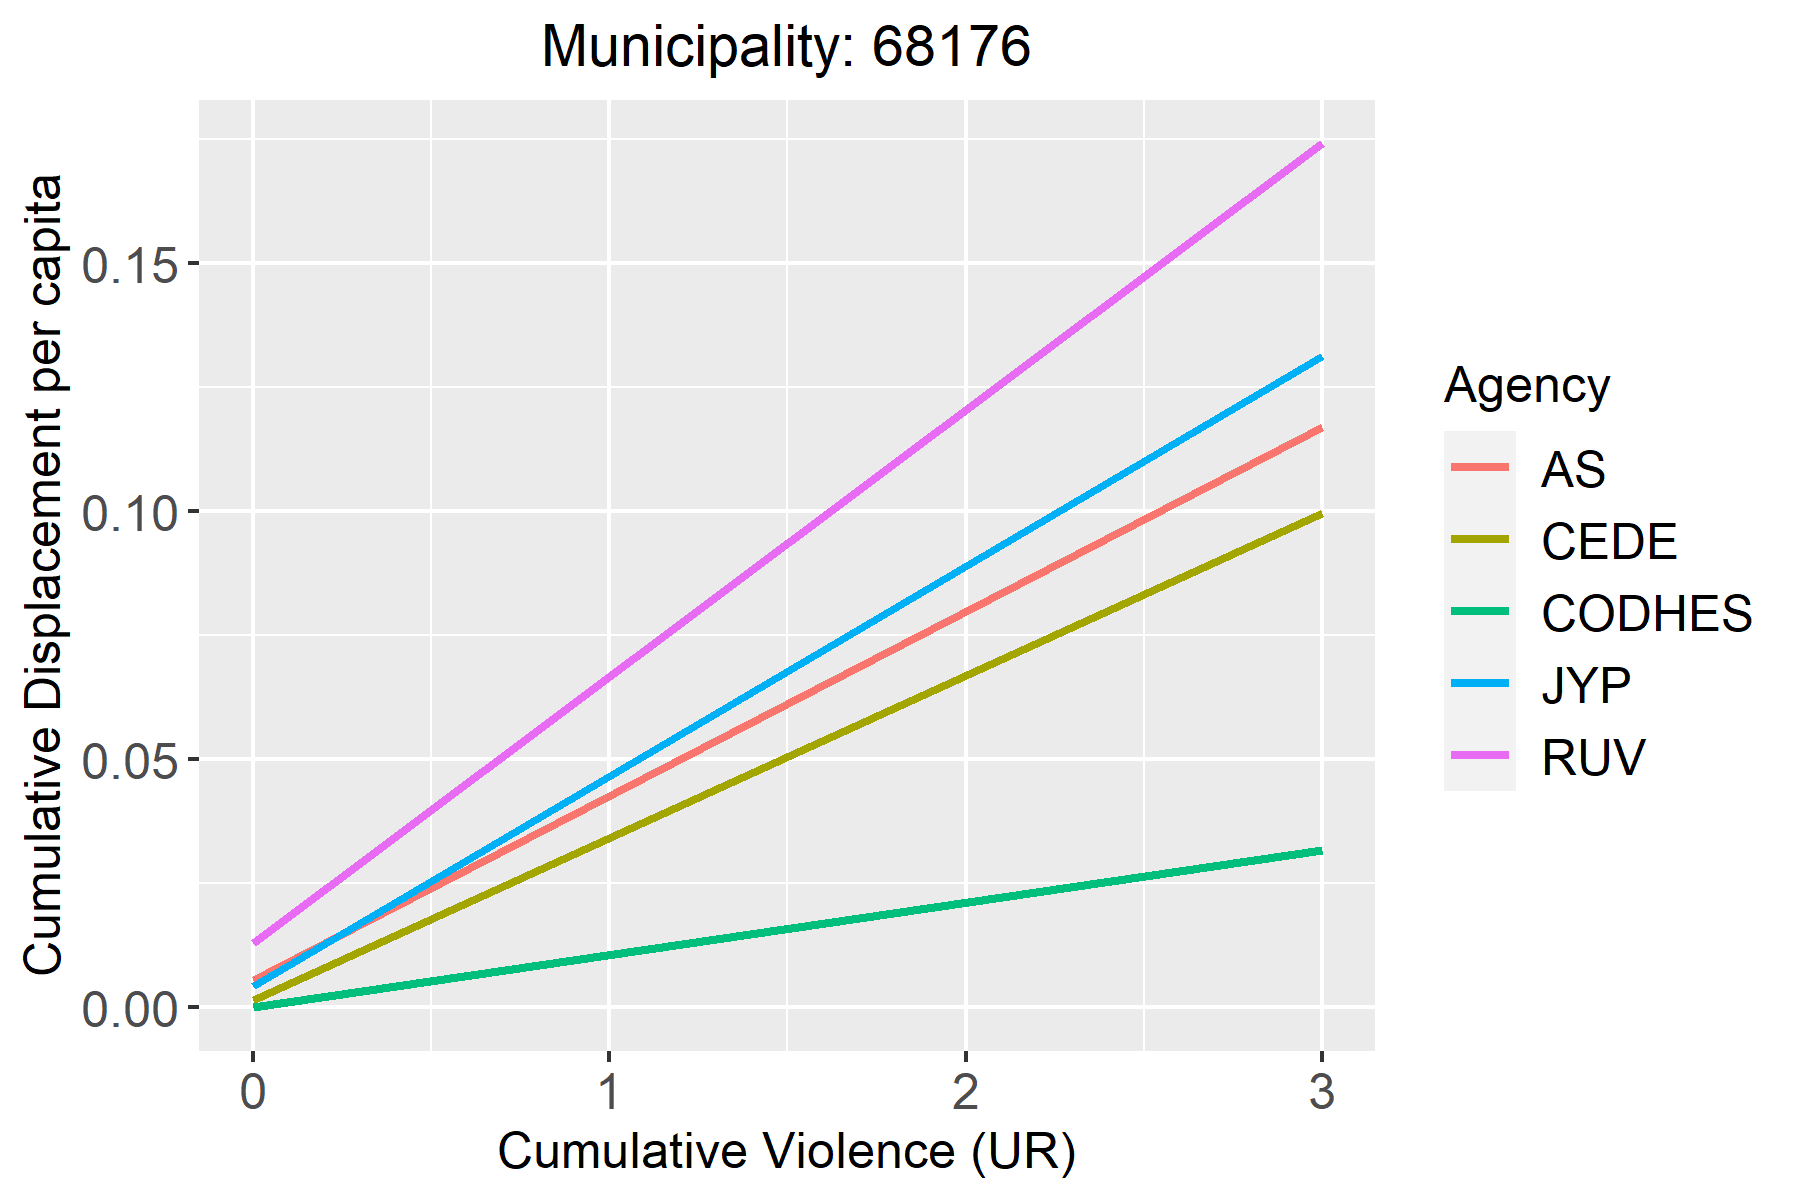 Municipality: 68176
Cumulative Displacement per capita
0.15
0.10
0.05
0.00
0 1 2 3
Cumulative Violence (UR)
Agency
AS
CEDE
CODHES
JYP
RUV